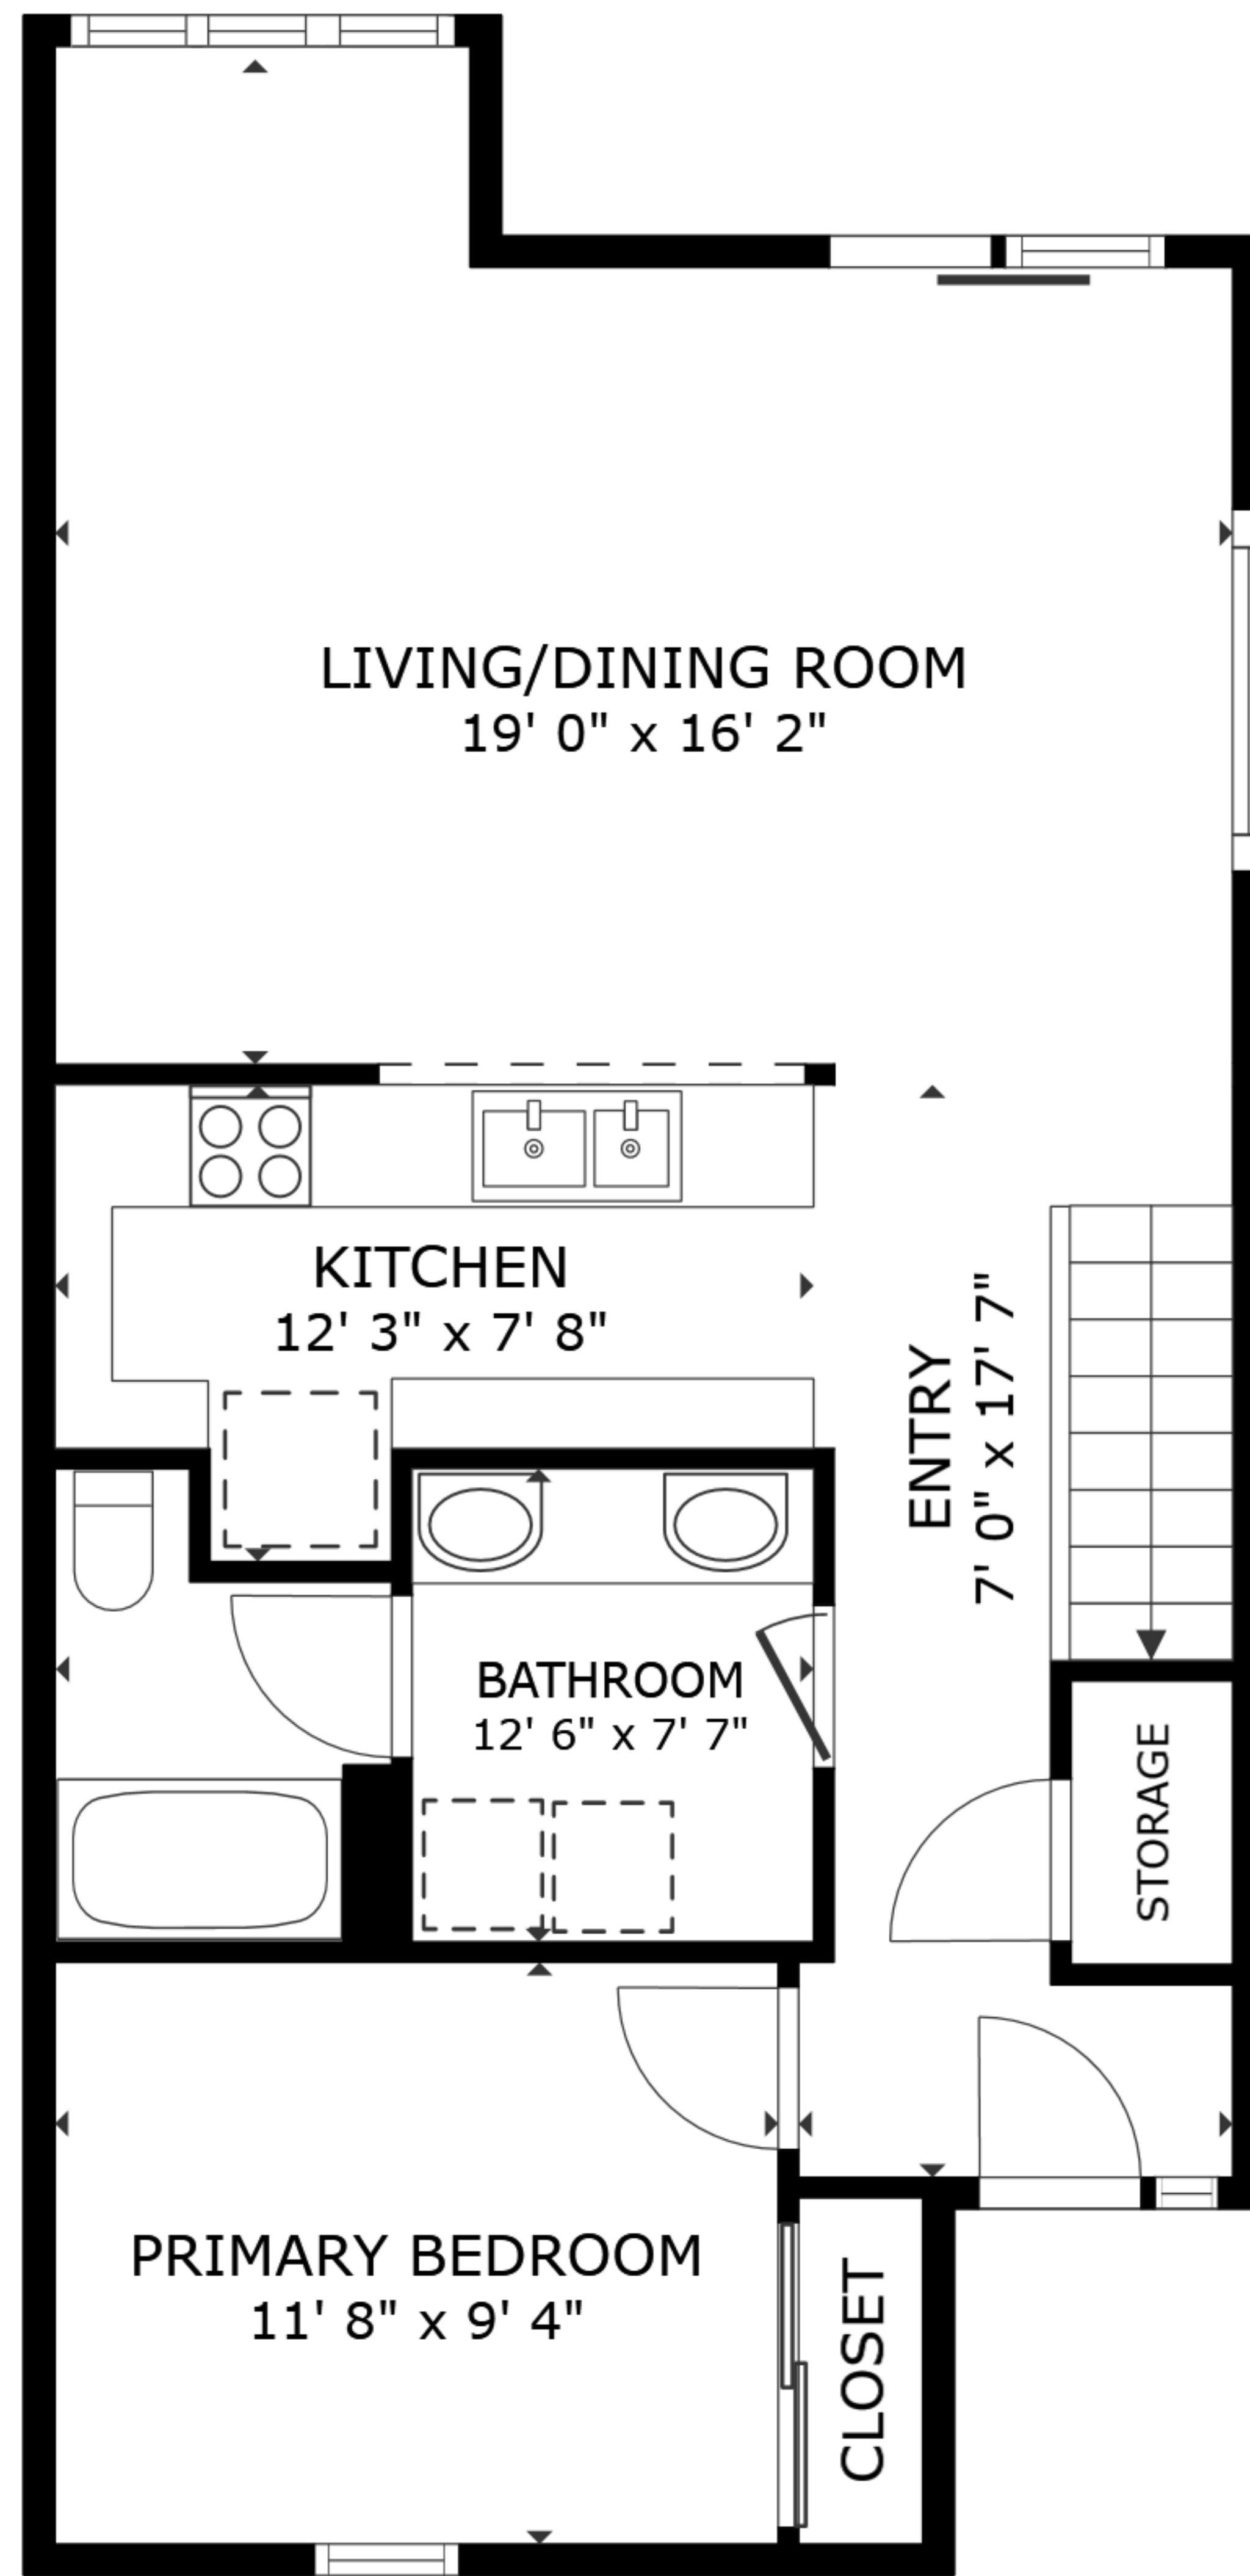 LIVING/DINING ROOM
19' 0" x 16' 2"
KITCHEN
12' 3" x 7' 8"
ENTRY
7' 0" x 17' 7"
BATHROOM
12' 6" x 7' 7"
STORAGE
PRIMARY BEDROOM
11' 8" x 9' 4"
CLOSET